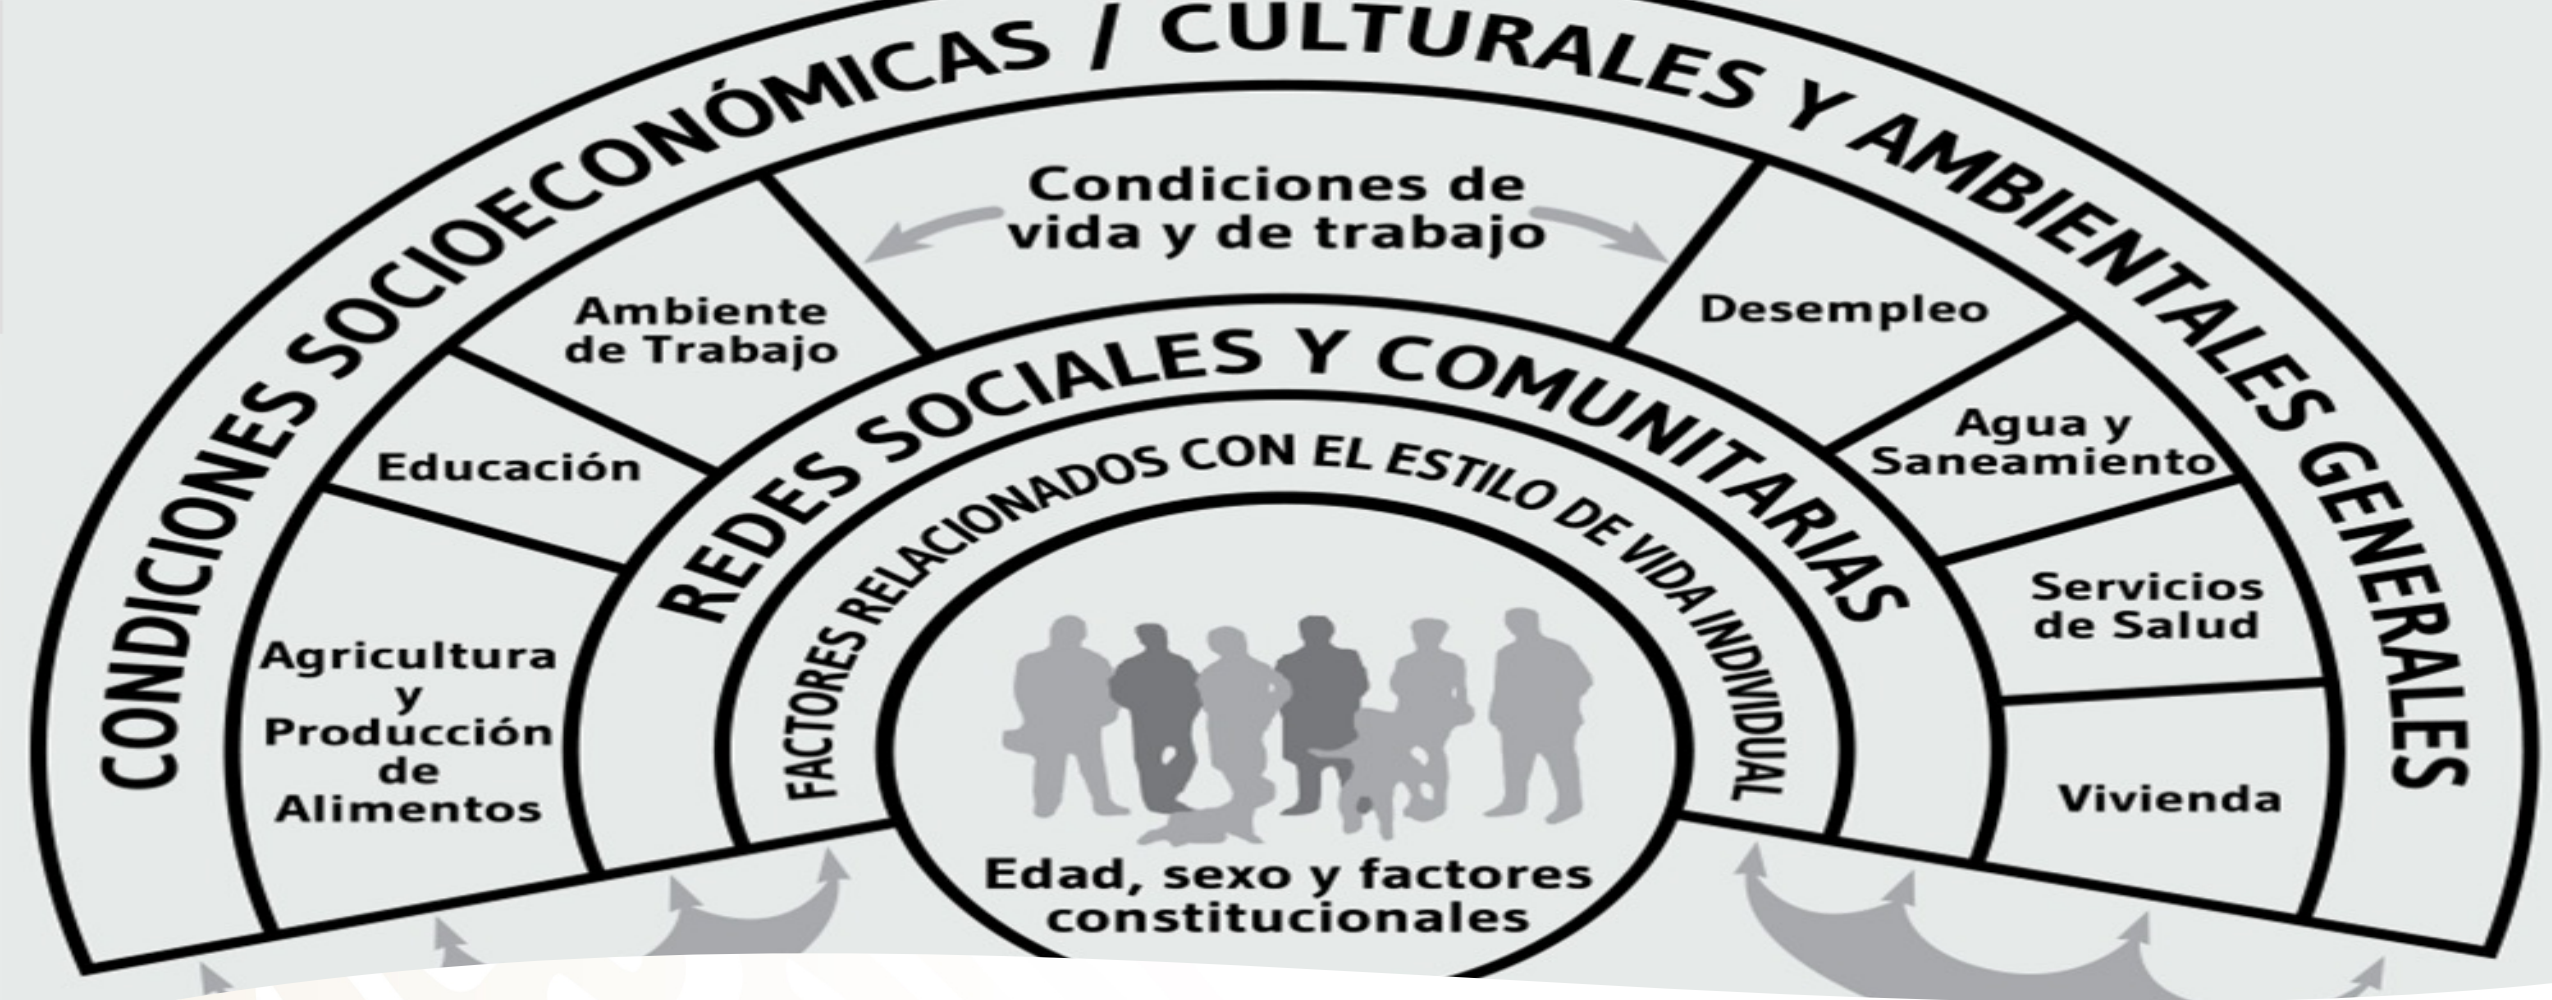 CONDICIONES SOCIOECONÓMICAS / CULTURALES Y AMBIENTALES GENERALES
Condiciones de
vida y de trabajo
Ambiente
de Trabajo
Desempleo
Educación
Agua y
Saneamiento
Agricultura
y
Producción
de
Alimentos
Servicios
de Salud
Vivienda
REDES SOCIALES Y COMUNITARIAS
FACTORES RELACIONADOS CON EL ESTILO DE VIDA INDIVIDUAL
Edad, sexo y factores
constitucionales